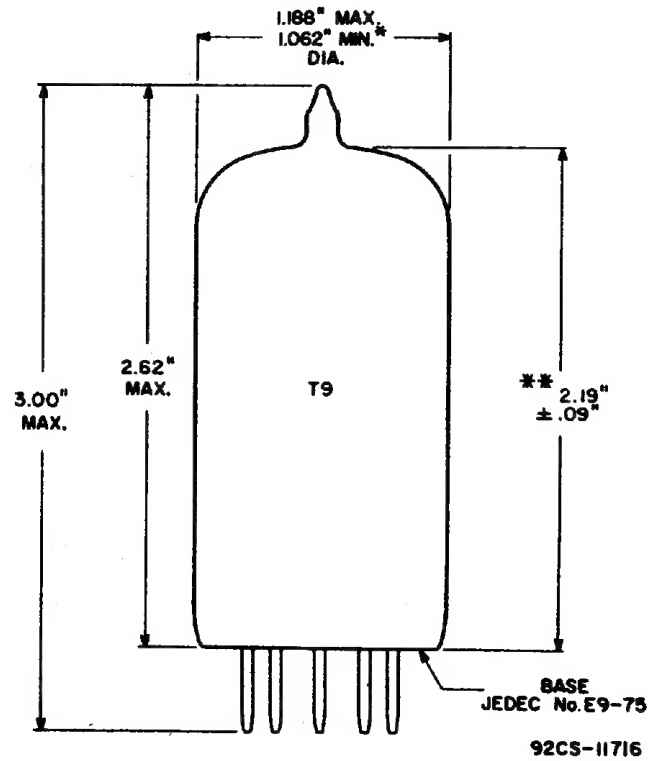 1.188" MAX.
1.062" MIN.*
DIA.
2.62"
MAX.
T9
** 2.19"
± .09"
3.00"
MAX.
BASE
JEDEC No. E9-75
92CS-11716